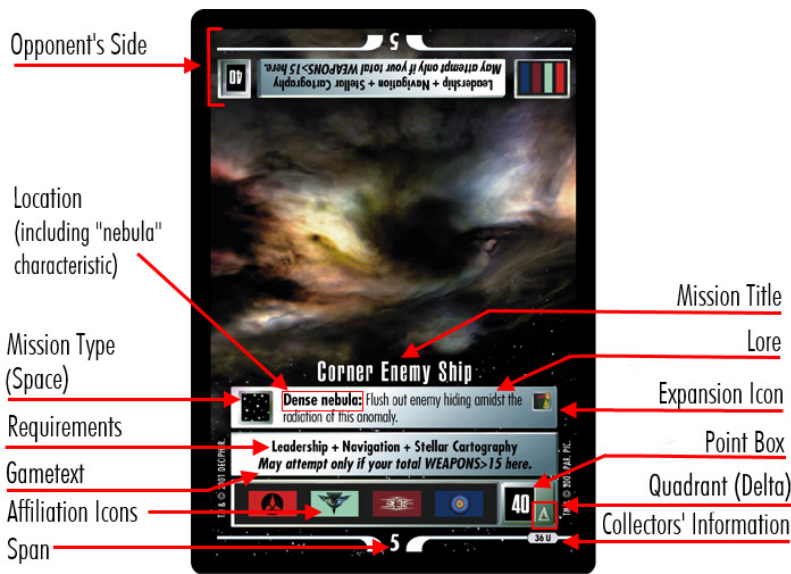 Opponent's Side
5
40
May attempt only if your total WEAPONS>15 here.
Leadership + Navigation + Stellar Cartography
Location
(including "nebula"
characteristic)
Mission Title
Lore
Mission Type
(Space)
Corner Enemy Ship
Dense nebula: Flush out enemy hiding amidst the
radiation of this anomaly.
Expansion Icon
Requirements
Leadership + Navigation + Stellar Cartography
May attempt only if your total WEAPONS>15 here.
Point Box
Gametext
Affiliation Icons
40
Quadrant (Delta)
Collectors' Information
Span
5
36 U